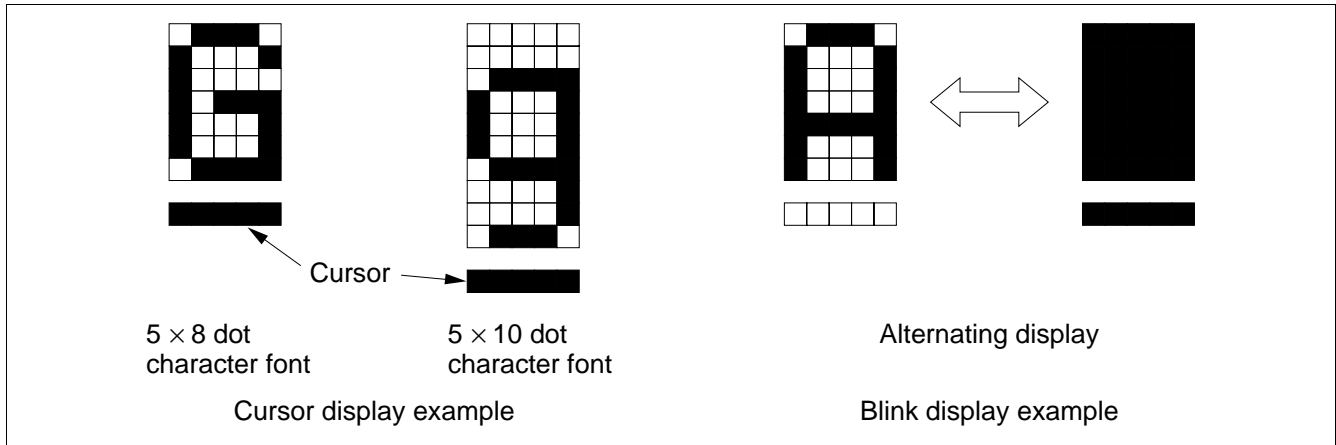 Cursor
5 × 8 dot
character font
5 × 10 dot
character font
Cursor display example
Alternating display
Blink display example